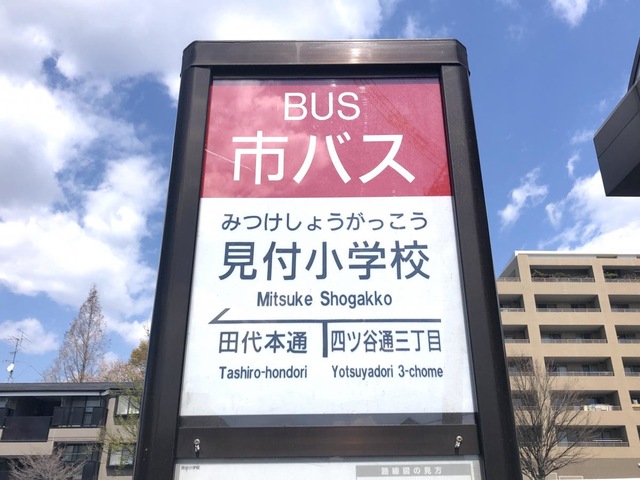 BUS
市バス
みつけしょうがっこう
見付小学校
Mitsuke Shogakko
田代本通 四ツ谷通三丁目
Tashiro-hondori Yotsuyadori 3-chome
路線図の見方